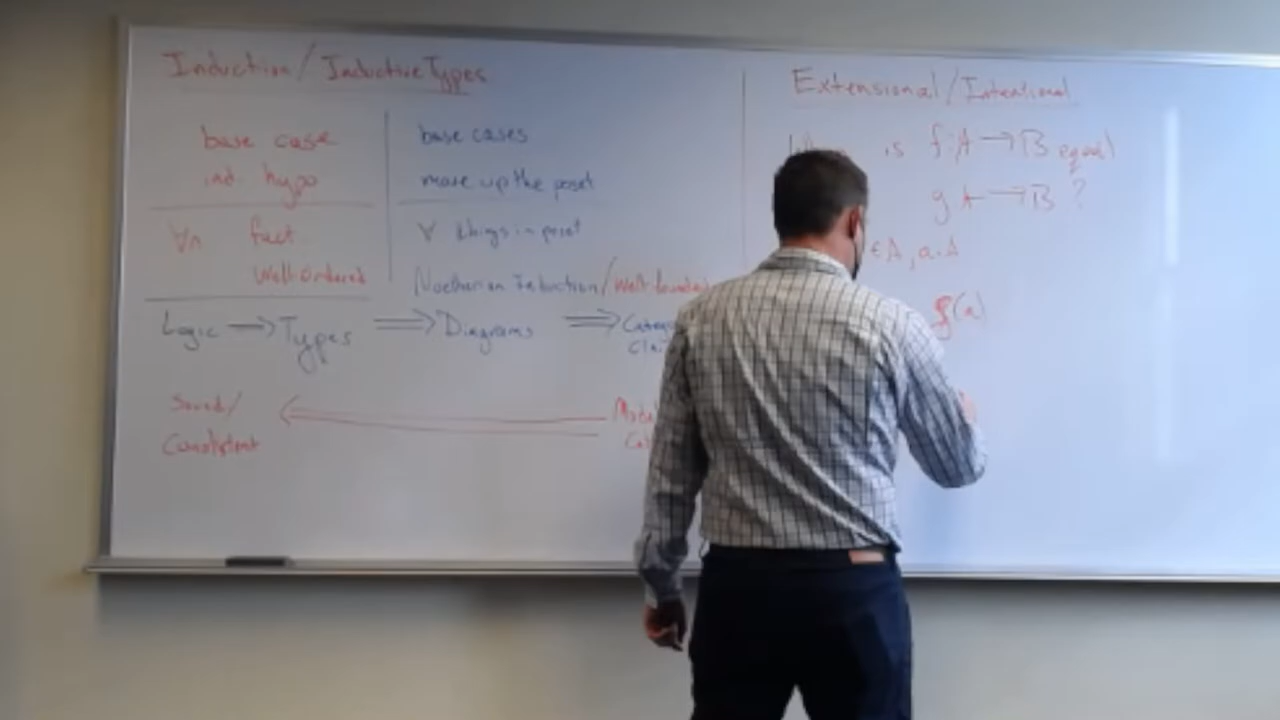 Induction/Inductive Types
base case
ind. hypo
∀n fact
Well-Ordered
base cases
move up the poset
∀ things in poset
Noetherian Induction/Well-founded
Logic → Types ⟹ Diagrams ⟹
Sound/
Consistent
Extensional/Intentional
is f: A → B equal
g A → B ?
∈ A, a:A
g(a)